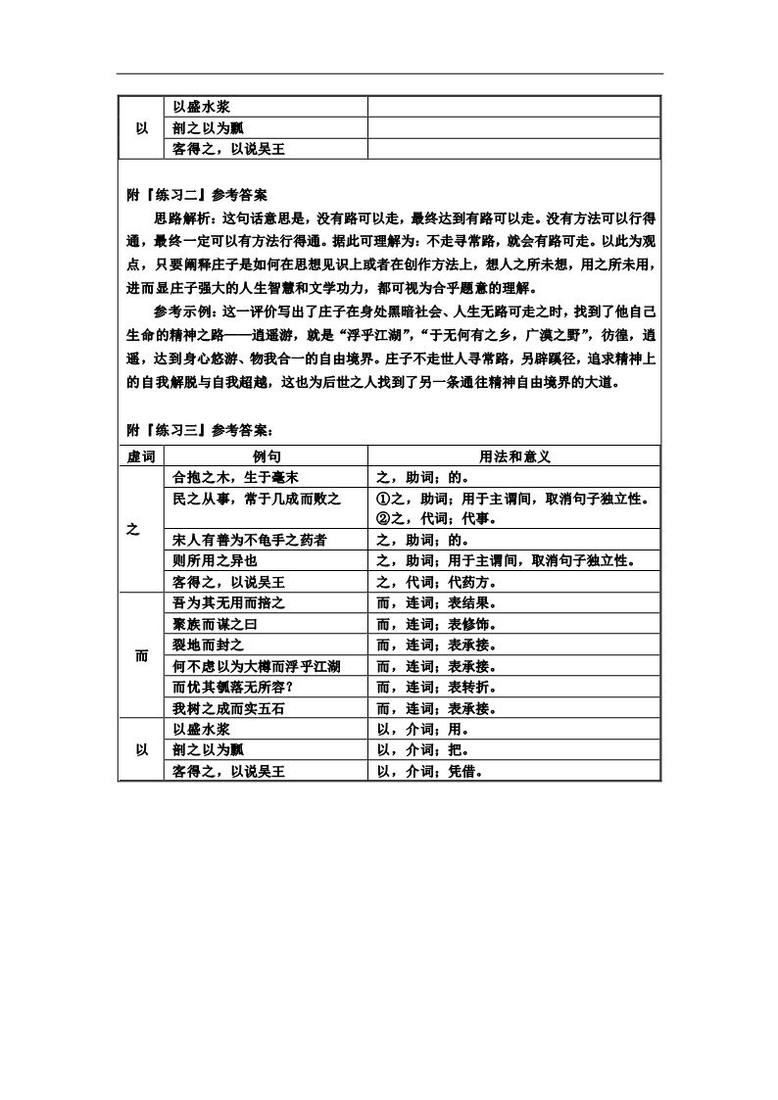 以
以盛水浆
剖之以为瓢
客得之，以说吴王
附『练习二』参考答案
思路解析：这句话意思是，没有路可以走，最终达到有路可以走。没有方法可以行得
通，最终一定可以有方法行得通。据此可理解为：不走寻常路，就会有路可走。以此为观
点，只要阐释庄子是如何在思想见识上或者在创作方法上，想人之所未想，用之所未用，
进而显庄子强大的人生智慧和文学功力，都可视为合乎题意的理解。
参考示例：这一评价写出了庄子在身处黑暗社会、人生无路可走之时，找到了他自己
生命的精神之路——逍遥游，就是“浮乎江湖”，“于无何有之乡，广漠之野”，彷徨，逍
遥，达到身心悠游、物我合一的自由境界。庄子不走世人寻常路，另辟蹊径，追求精神上
的自我解脱与自我超越，这也为后世之人找到了另一条通往精神自由境界的大道。
附『练习三』参考答案：
虚词 例句 用法和意义
之
合抱之木，生于毫末 之，助词；的。
民之从事，常于几成而败之 ①之，助词；用于主谓间，取消句子独立性。
②之，代词；代事。
宋人有善为不龟手之药者 之，助词；的。
则所用之异也 之，助词；用于主谓间，取消句子独立性。
客得之，以说吴王 之，代词；代药方。
而
吾为其无用而掊之 而，连词；表结果。
聚族而谋之曰 而，连词；表修饰。
裂地而封之 而，连词；表承接。
何不虑以为大樽而浮乎江湖 而，连词；表承接。
而忧其瓠落无所容？ 而，连词；表转折。
我树之成而实五石 而，连词；表承接。
以
以盛水浆 以，介词；用。
剖之以为瓢 以，介词；把。
客得之，以说吴王 以，介词；凭借。